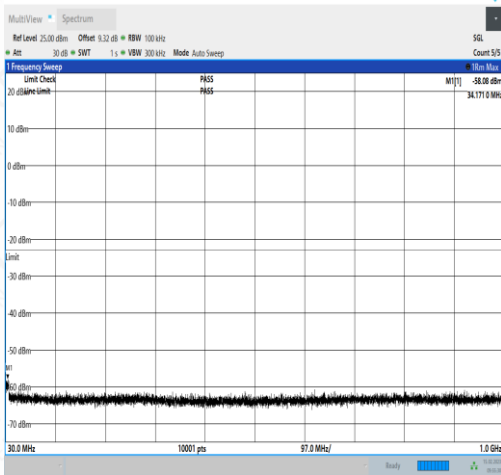 MultiView Spectrum
Ref Level 25.00 dBm Offset 9.32 dB RBW 100 kHz SGL
Att 30 dB SWT 1 s VBW 300 kHz Mode Auto Sweep Count 5/5
1 Frequency Sweep 1Rm Max
Limit Check PASS M1[1] -58.08 dBm
20 dBm Line Limit PASS 34.171 0 MHz
10 dBm
0 dBm
-10 dBm
-20 dBm
Limit
-30 dBm
-40 dBm
-50 dBm
M1
-60 dBm
-70 dBm
30.0 MHz 10001 pts 97.0 MHz/ 1.0 GHz
Ready